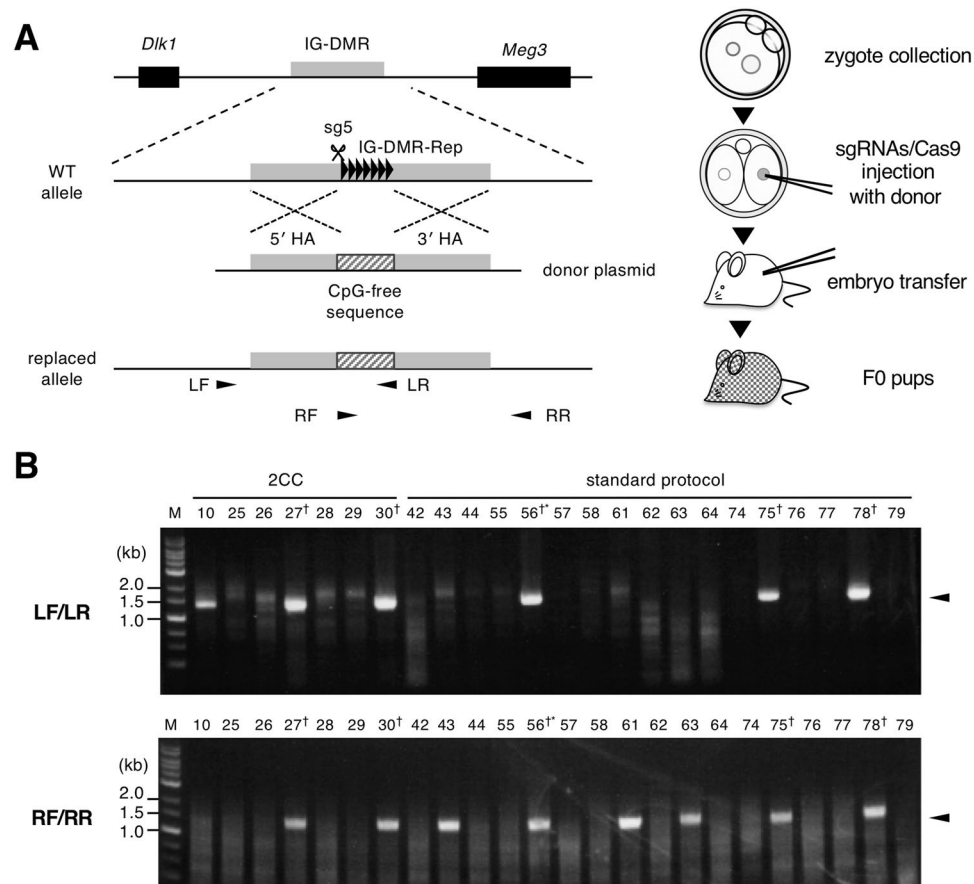 A
Dlk1
IG-DMR
Meg3
zygote collection
sg5
IG-DMR-Rep
WT
allele
sgRNAs/Cas9
injection
with donor
5′ HA
3′ HA
donor plasmid
CpG-free
sequence
embryo transfer
replaced
allele
LF
LR
RF
RR
F0 pups
B
2CC
standard protocol
M 10 25 26 27† 28 29 30† 42 43 44 55 56†* 57 58 61 62 63 64 74 75† 76 77 78† 79
(kb)
2.0
1.5
1.0
LF/LR
M 10 25 26 27† 28 29 30† 42 43 44 55 56†* 57 58 61 62 63 64 74 75† 76 77 78† 79
(kb)
2.0
1.5
1.0
RF/RR